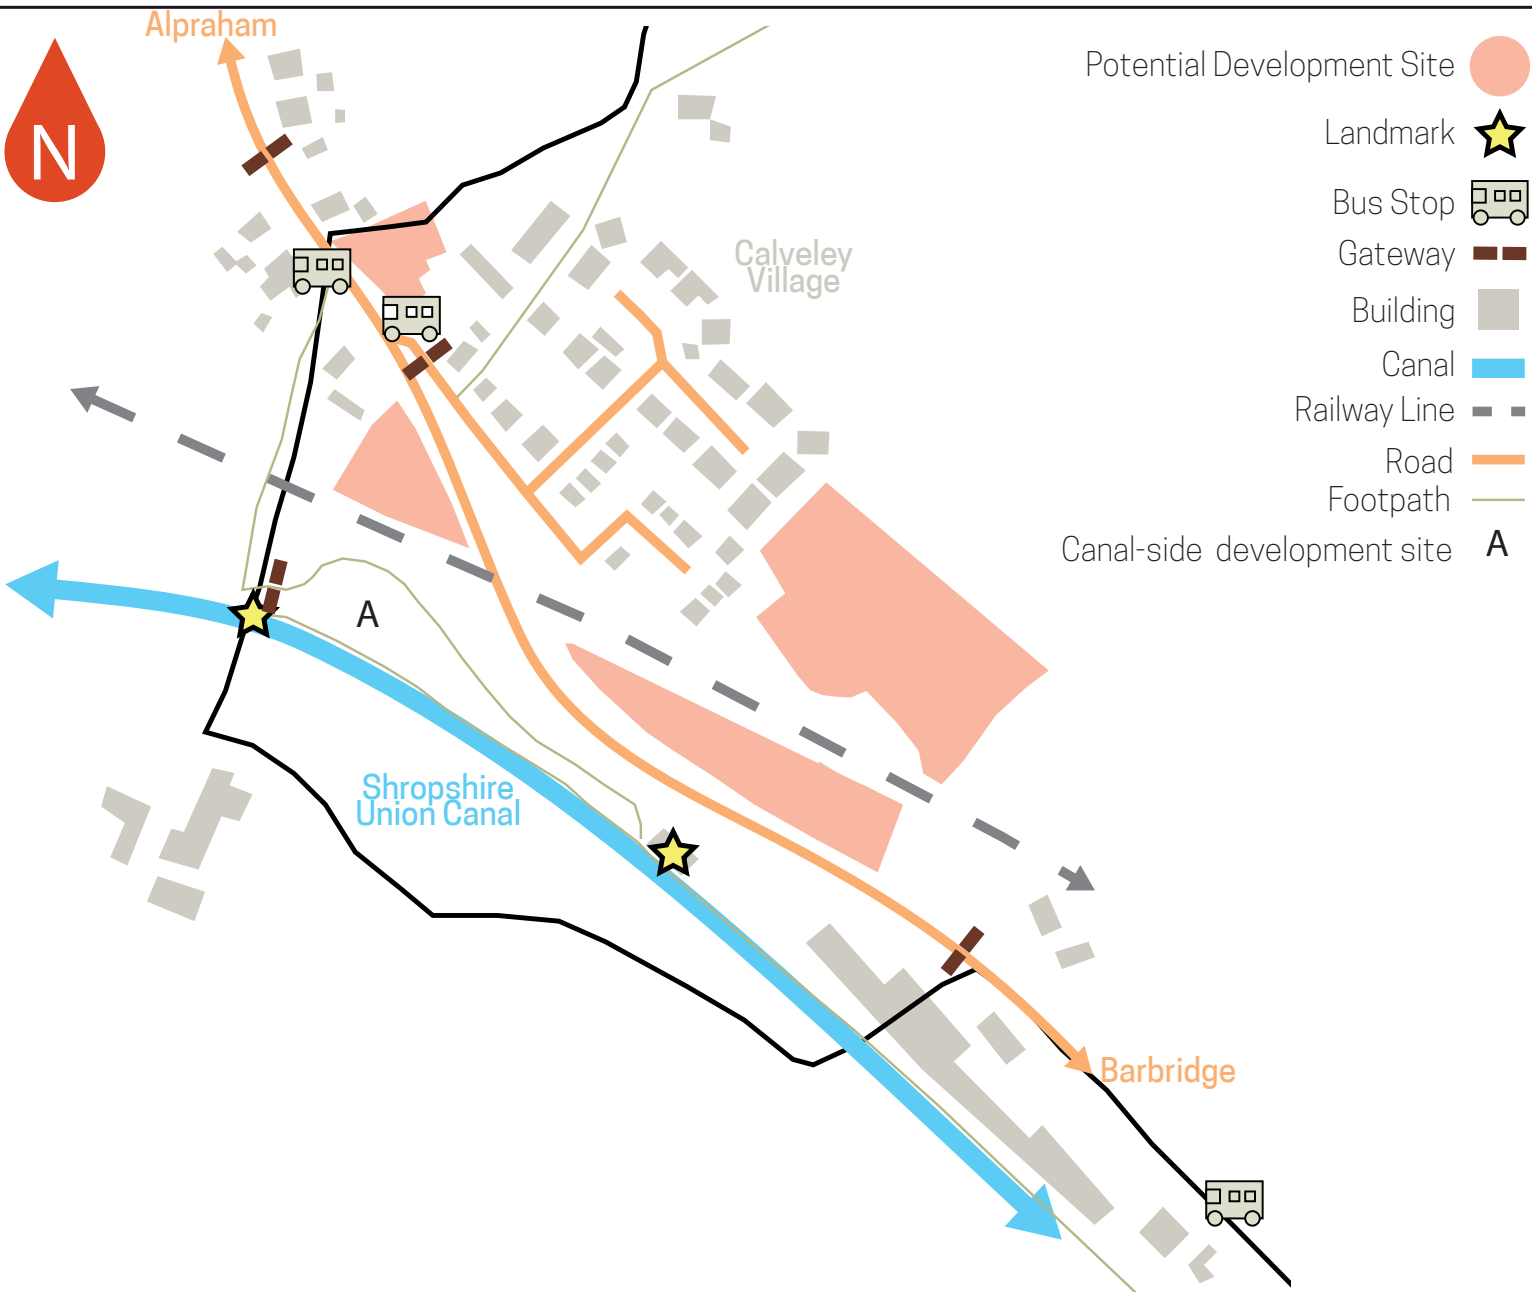 Alpraham
N
Potential Development Site
Landmark
Bus Stop
Gateway
Building
Canal
Railway Line
Road
Footpath
Canal-side development site A
Calveley
Village
A
Shropshire
Union Canal
Barbridge